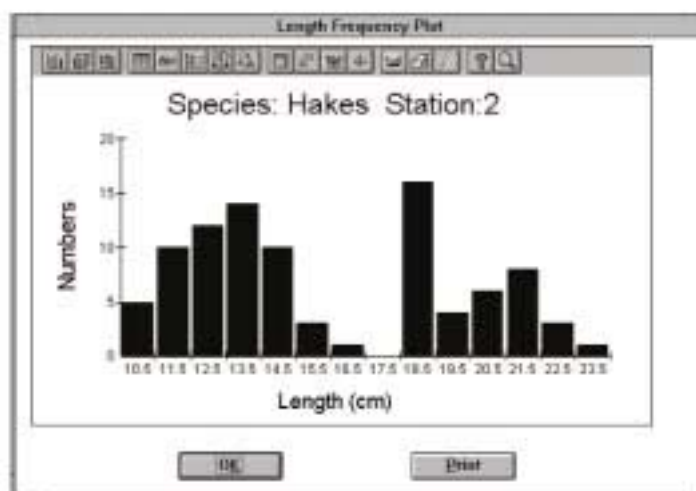 Length Frequency Plot
Species: Hakes Station:2
Numbers
20
15
10
5
0
10.5 11.5 12.5 13.5 14.5 15.5 16.5 17.5 18.5 19.5 20.5 21.5 22.5 23.5
Length (cm)
OK Print